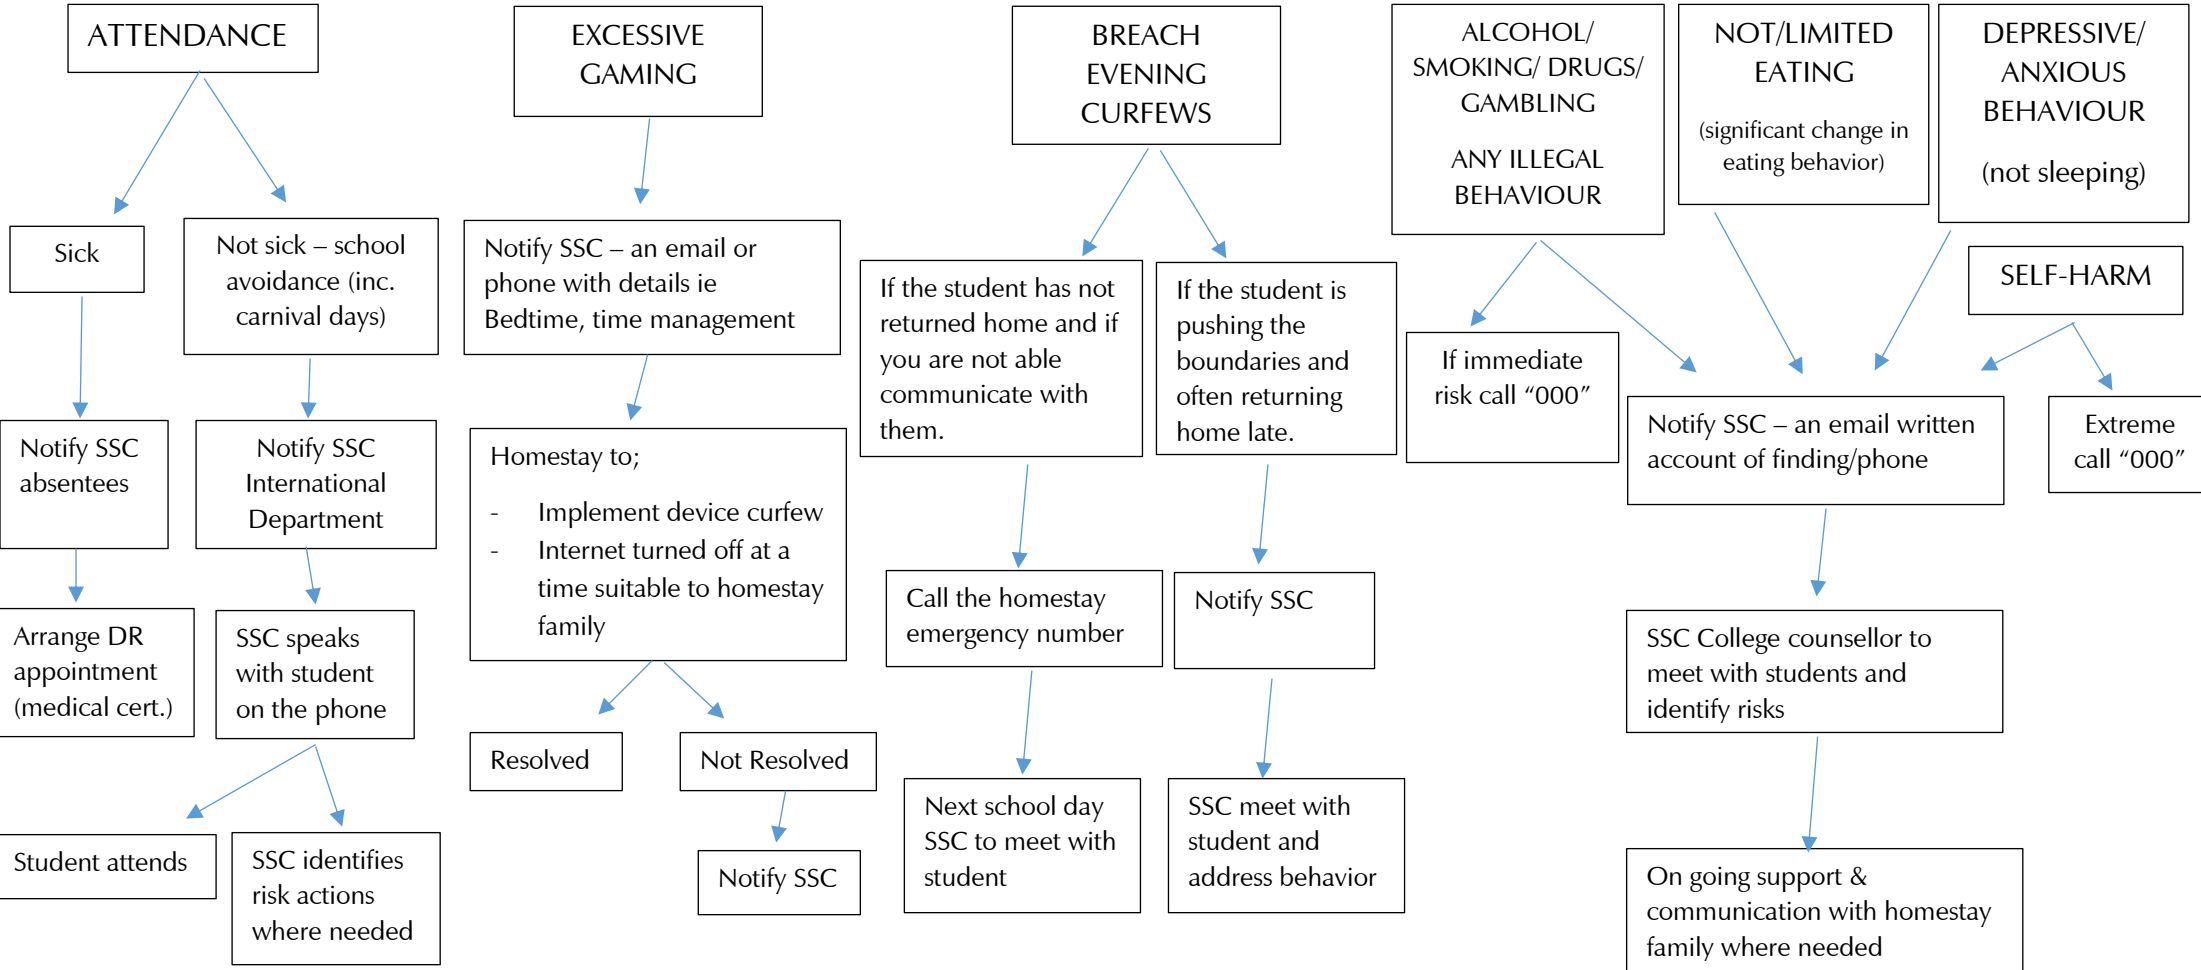 ATTENDANCE
Sick
Not sick – school
avoidance (inc.
carnival days)
Notify SSC
absentees
Notify SSC
International
Department
Arrange DR
appointment
(medical cert.)
SSC speaks
with student
on the phone
Student attends
SSC identifies
risk actions
where needed
EXCESSIVE
GAMING
Notify SSC – an email or
phone with details ie
Bedtime, time management
Homestay to;
- Implement device curfew
- Internet turned off at a
time suitable to homestay
family
Resolved
Not Resolved
Notify SSC
BREACH
EVENING
CURFEWS
If the student has not
returned home and if
you are not able
communicate with
them.
If the student is
pushing the
boundaries and
often returning
home late.
Call the homestay
emergency number
Notify SSC
Next school day
SSC to meet with
student
SSC meet with
student and
address behavior
ALCOHOL/
SMOKING/ DRUGS/
GAMBLING
ANY ILLEGAL
BEHAVIOUR
NOT/LIMITED
EATING
(significant change in
eating behavior)
DEPRESSIVE/
ANXIOUS
BEHAVIOUR
(not sleeping)
SELF-HARM
If immediate
risk call “000”
Notify SSC – an email written
account of finding/phone
Extreme
call “000”
SSC College counsellor to
meet with students and
identify risks
On going support &
communication with homestay
family where needed